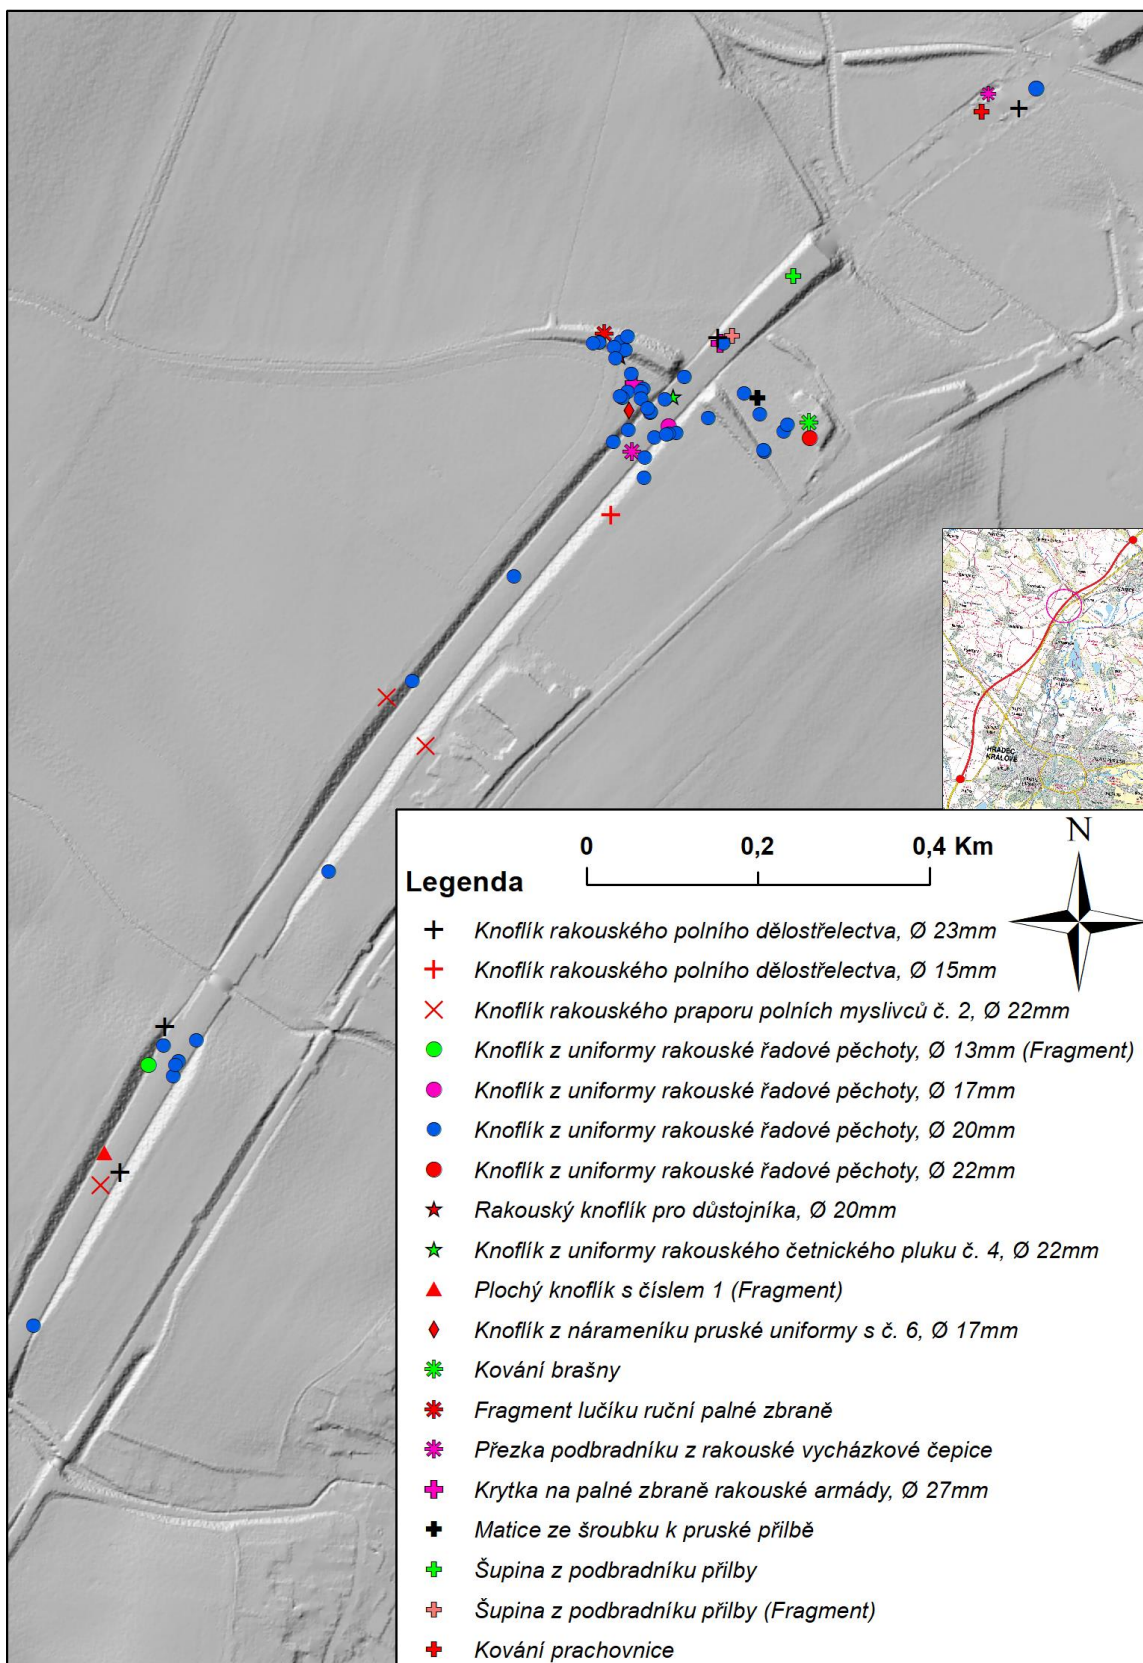 HRADEC
KRÁLOVÉ
N
0 0,2 0,4 Km
Legenda
Knoflík rakouského polního dělostřelectva, Ø 23mm
Knoflík rakouského polního dělostřelectva, Ø 15mm
Knoflík rakouského praporu polních myslivců č. 2, Ø 22mm
Knoflík z uniformy rakouské řadové pěchoty, Ø 13mm (Fragment)
Knoflík z uniformy rakouské řadové pěchoty, Ø 17mm
Knoflík z uniformy rakouské řadové pěchoty, Ø 20mm
Knoflík z uniformy rakouské řadové pěchoty, Ø 22mm
Rakouský knoflík pro důstojníka, Ø 20mm
Knoflík z uniformy rakouského četnického pluku č. 4, Ø 22mm
Plochý knoflík s číslem 1 (Fragment)
Knoflík z nárameníku pruské uniformy s č. 6, Ø 17mm
Kování brašny
Fragment lučíku ruční palné zbraně
Přezka podbradníku z rakouské vycházkové čepice
Krytka na palné zbraně rakouské armády, Ø 27mm
Matice ze šroubku k pruské přilbě
Šupina z podbradníku přilby
Šupina z podbradníku přilby (Fragment)
Kování prachovnice